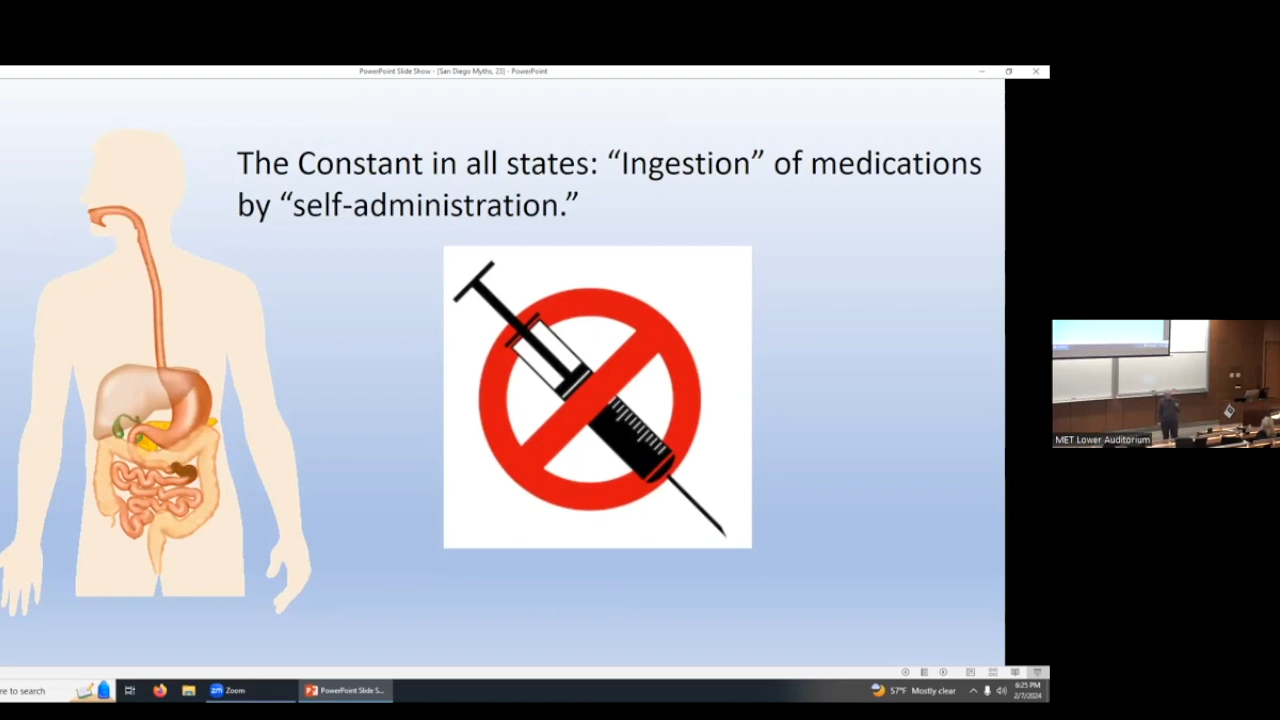 PowerPoint Slide Show - [San Diego Myths, 23] - PowerPoint
The Constant in all states: “Ingestion” of medications
by “self-administration.”
MET Lower Auditorium
re to search
zm Zoom
PowerPoint Slide S...
57°F Mostly clear
6:25 PM
2/7/2024